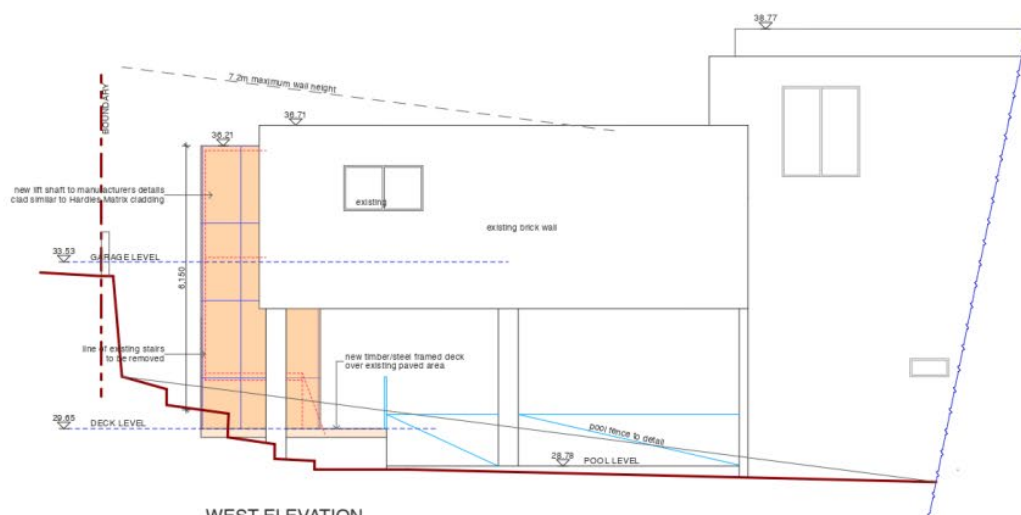 38.77
7.2m maximum wall height
BOUNDARY
36.71
36.21
new lift shaft to manufacturers details
clad similar to Hardies Matrix cladding
existing
existing brick wall
33.53
GARAGE LEVEL
6,150
line of existing stairs
to be removed
new timber/steel framed deck
over existing paved area
29.65
DECK LEVEL
pool fence to detail
28.78
POOL LEVEL
WEST ELEVATION